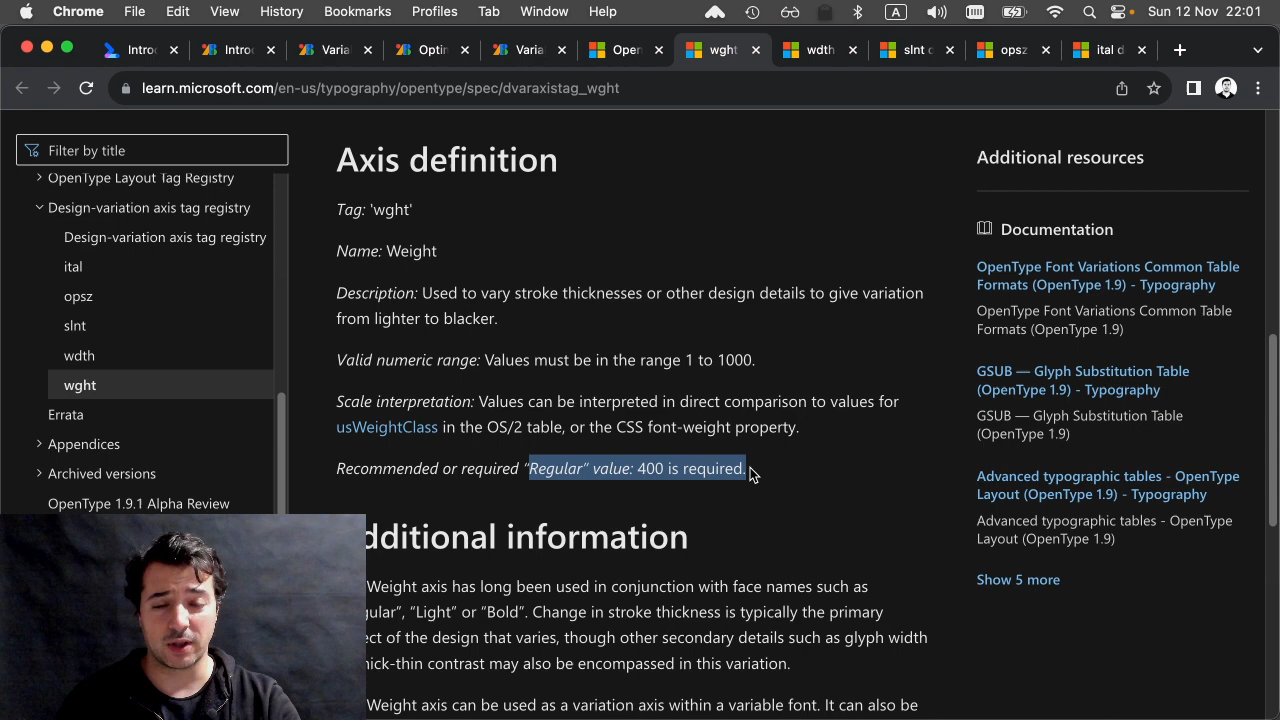 Chrome File Edit View History Bookmarks Profiles Tab Window Help A Sun 12 Nov 22:01
Introc Introc Varial Optin Varia Open wght wdth slnt opsz ital d
learn.microsoft.com/en-us/typography/opentype/spec/dvaraxistag_wght
Filter by title
OpenType Layout Tag Registry
Design-variation axis tag registry
Design-variation axis tag registry
ital
opsz
slnt
wdth
wght
Errata
Appendices
Archived versions
OpenType 1.9.1 Alpha Review
Axis definition
Tag: 'wght'
Name: Weight
Description: Used to vary stroke thicknesses or other design details to give variation
from lighter to blacker.
Valid numeric range: Values must be in the range 1 to 1000.
Scale interpretation: Values can be interpreted in direct comparison to values for
usWeightClass in the OS/2 table, or the CSS font-weight property.
Recommended or required “Regular” value: 400 is required.
dditional information
Weight axis has long been used in conjunction with face names such as
gular”, “Light” or “Bold”. Change in stroke thickness is typically the primary
ect of the design that varies, though other secondary details such as glyph width
hick-thin contrast may also be encompassed in this variation.
Weight axis can be used as a variation axis within a variable font. It can also be
Additional resources
Documentation
OpenType Font Variations Common Table
Formats (OpenType 1.9) - Typography
OpenType Font Variations Common Table
Formats (OpenType 1.9)
GSUB — Glyph Substitution Table
(OpenType 1.9) - Typography
GSUB — Glyph Substitution Table
(OpenType 1.9)
Advanced typographic tables - OpenType
Layout (OpenType 1.9) - Typography
Advanced typographic tables - OpenType
Layout (OpenType 1.9)
Show 5 more